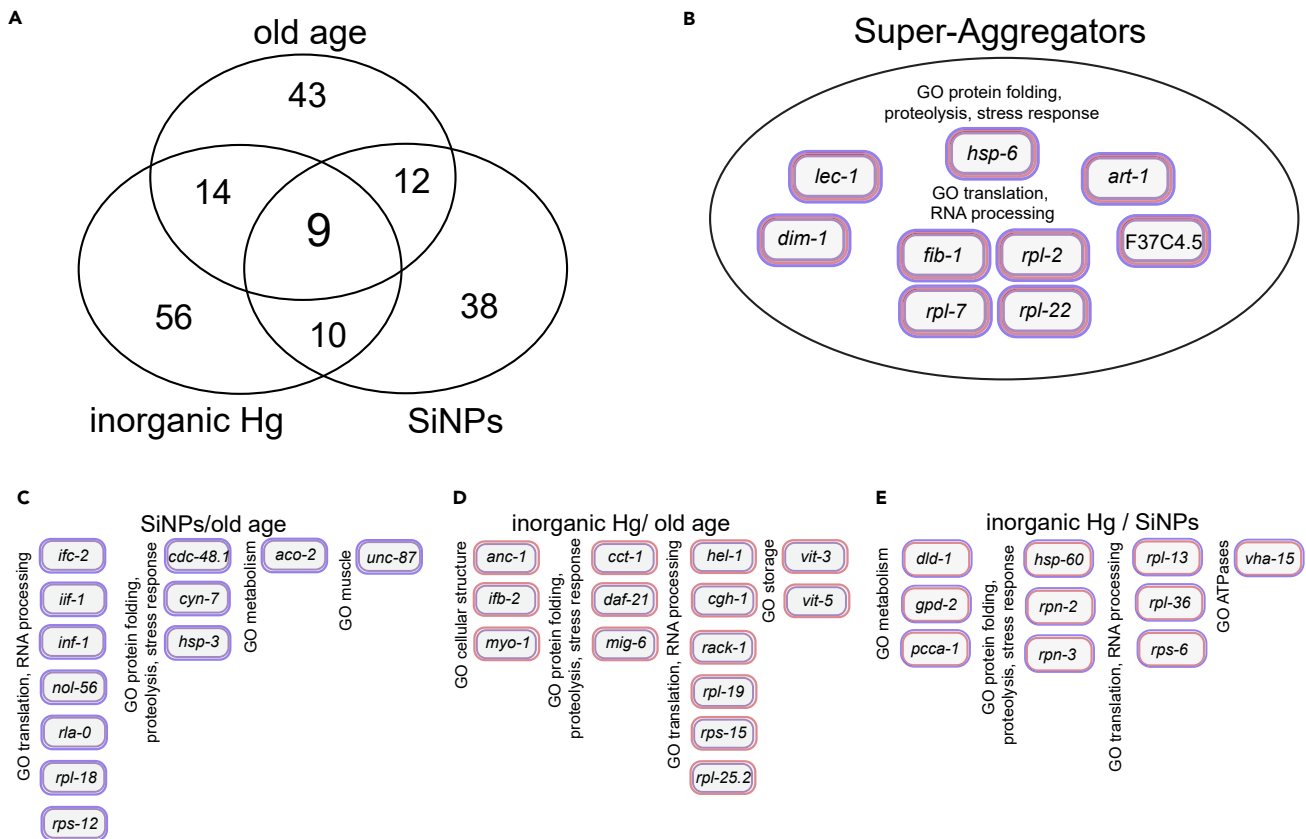 A
old age
43
14
12
9
56
10
38
inorganic Hg
SiNPs
B
Super-Aggregators
GO protein folding,
proteolysis, stress response
hsp-6
lec-1
art-1
GO translation,
RNA processing
dim-1
F37C4.5
fib-1
rpl-2
rpl-7
rpl-22
C
SiNPs/old age
GO translation, RNA processing
ifc-2
iif-1
inf-1
nol-56
rla-0
rpl-18
rps-12
GO protein folding,
proteolysis, stress response
cdc-48.1
cyn-7
hsp-3
GO metabolism
aco-2
GO muscle
unc-87
D
inorganic Hg/ old age
GO cellular structure
anc-1
ifb-2
myo-1
GO protein folding,
proteolysis, stress response
cct-1
daf-21
mig-6
GO translation, RNA processing
hel-1
cgh-1
rack-1
rpl-19
rps-15
rpl-25.2
GO storage
vit-3
vit-5
E
inorganic Hg / SiNPs
GO metabolism
dld-1
gpd-2
pcca-1
GO protein folding,
proteolysis, stress response
hsp-60
rpn-2
rpn-3
GO translation, RNA processing
rpl-13
rpl-36
rps-6
GO ATPases
vha-15